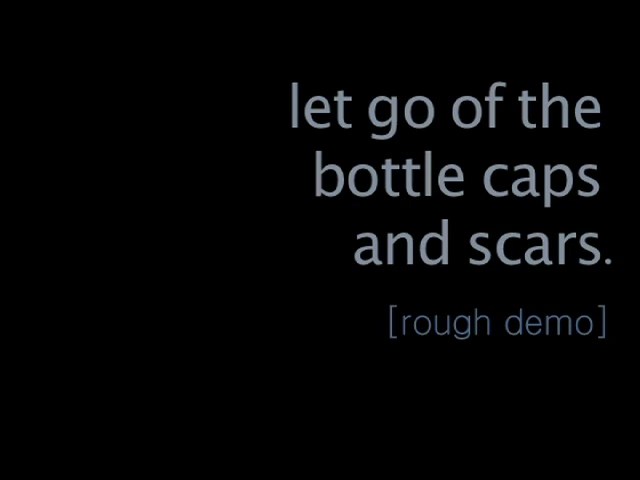 let go of the
bottle caps
and scars.
[rough demo]